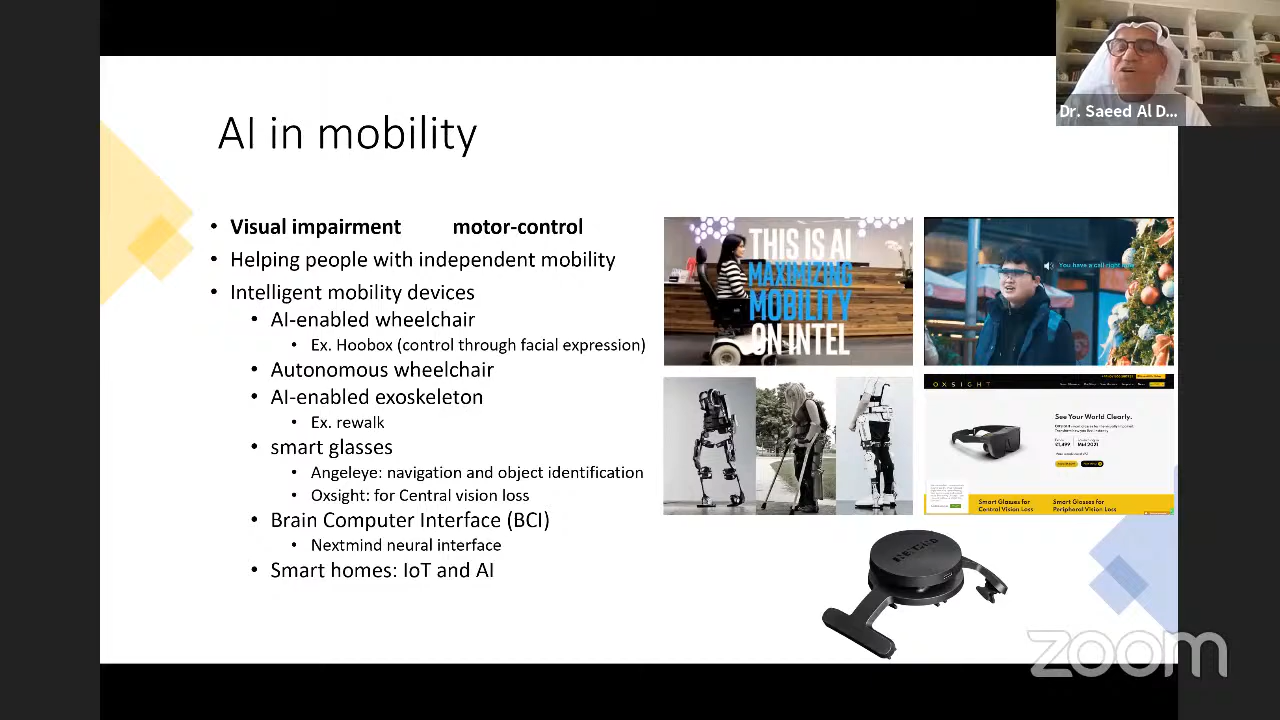 Dr. Saeed Al D...
AI in mobility
• Visual impairment motor-control
• Helping people with independent mobility
• Intelligent mobility devices
• AI-enabled wheelchair
• Ex. Hoobox (control through facial expression)
• Autonomous wheelchair
• AI-enabled exoskeleton
• Ex. rewalk
• smart glasses
• Angeleye: navigation and object identification
• Oxsight: for Central vision loss
• Brain Computer Interface (BCI)
• Nextmind neural interface
• Smart homes: IoT and AI
THIS IS AI
MAXIMIZING
MOBILITY
ON INTEL
You have a call right now
OXSIGHT
See Your World Clearly.
£1,499
Smart Glasses for
Central Vision Loss
Smart Glasses for
Peripheral Vision Loss
zoom